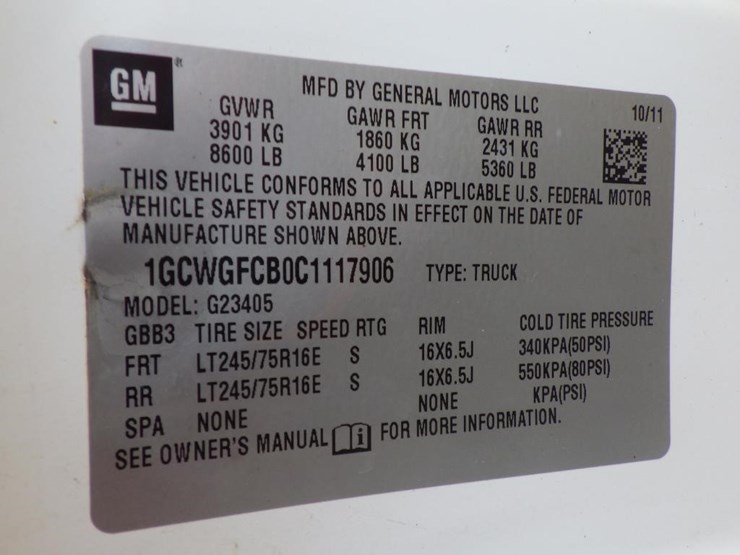 GM®
MFD BY GENERAL MOTORS LLC 10/11
GVWR GAWR FRT GAWR RR
3901 KG 1860 KG 2431 KG
8600 LB 4100 LB 5360 LB
THIS VEHICLE CONFORMS TO ALL APPLICABLE U.S. FEDERAL MOTOR
VEHICLE SAFETY STANDARDS IN EFFECT ON THE DATE OF
MANUFACTURE SHOWN ABOVE.
1GCWGFCB0C1117906 TYPE: TRUCK
MODEL: G23405
GBB3 TIRE SIZE SPEED RTG RIM COLD TIRE PRESSURE
FRT LT245/75R16E S 16X6.5J 340KPA(50PSI)
RR LT245/75R16E S 16X6.5J 550KPA(80PSI)
SPA NONE NONE KPA(PSI)
SEE OWNER'S MANUAL i FOR MORE INFORMATION.